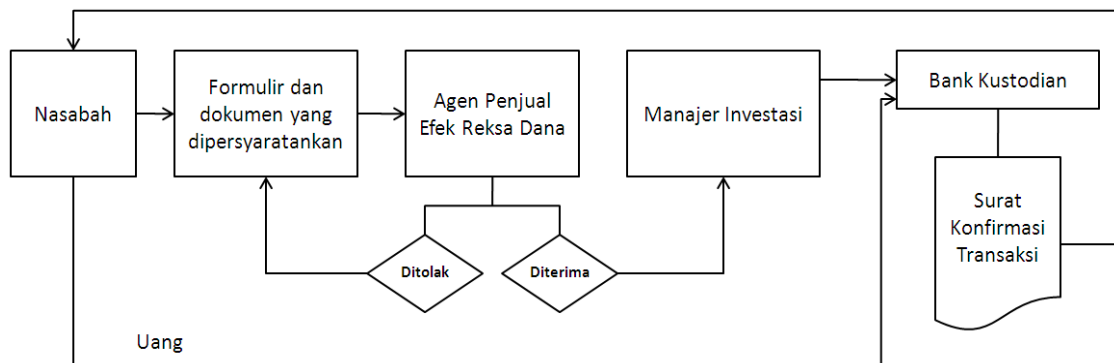 Nasabah
Formulir dan
dokumen yang
dipersyaratankan
Agen Penjual
Efek Reksa Dana
Manajer Investasi
Bank Kustodian
Surat
Konfirmasi
Transaksi
Ditolak
Diterima
Uang